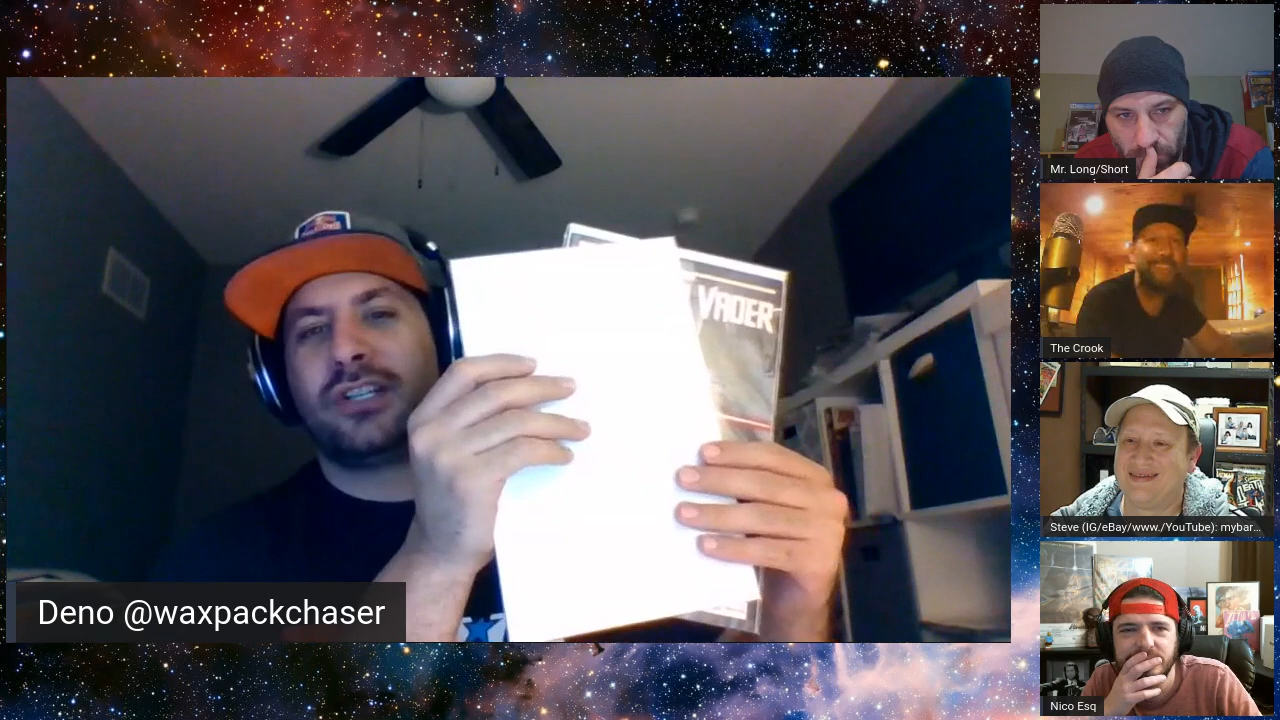 VADER
Deno @waxpackchaser
Mr. Long/Short
The Crook
Steve (IG/eBay/www./YouTube): mybar...
Nico Esq